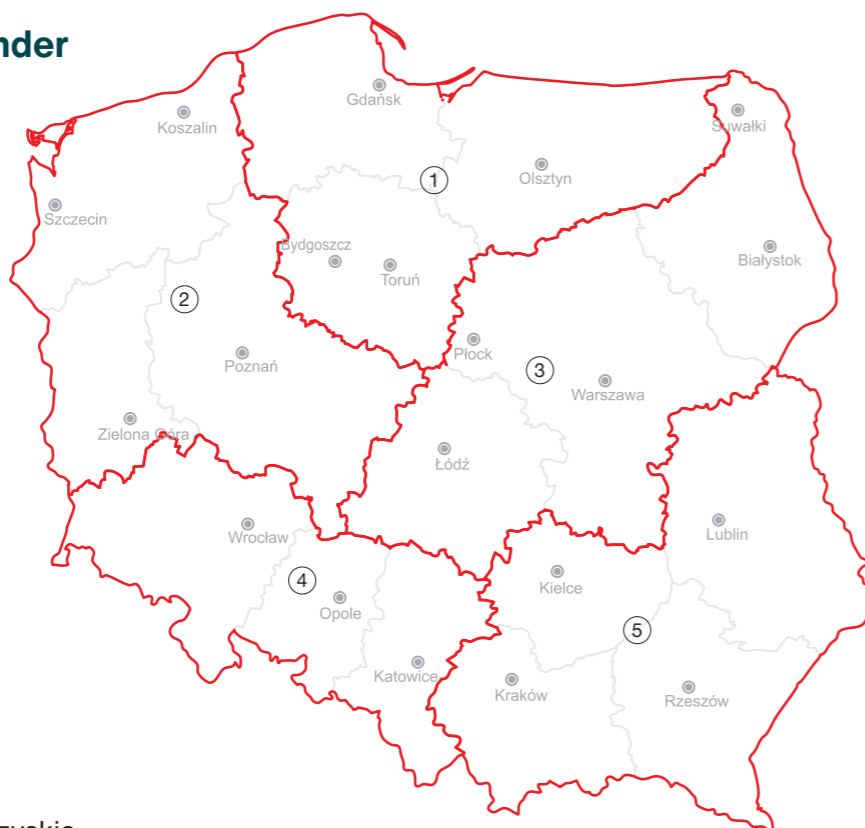 nder
Gdańsk
Koszalin
Suwałki
Olsztyn
1
Szczecin
Bydgoszcz
Toruń
Białystok
2
Płock
Poznań
3
Warszawa
Zielona Góra
Łódź
Wrocław
Lublin
4
Kielce
Opole
5
Katowice
Kraków
Rzeszów